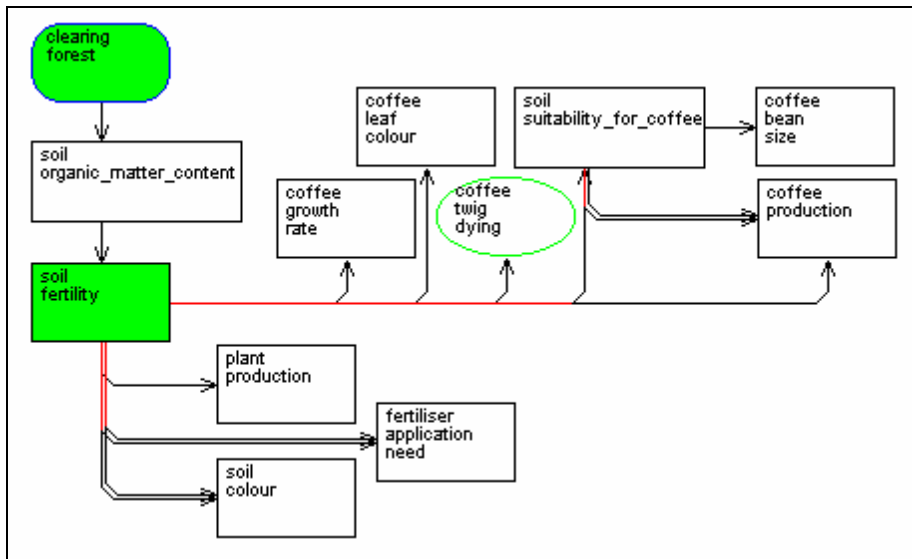 clearing
forest
soil
organic_matter_content
soil
fertility
coffee
growth
rate
coffee
leaf
colour
coffee
twig
dying
soil
suitability_for_coffee
coffee
bean
size
coffee
production
plant
production
fertiliser
application
need
soil
colour